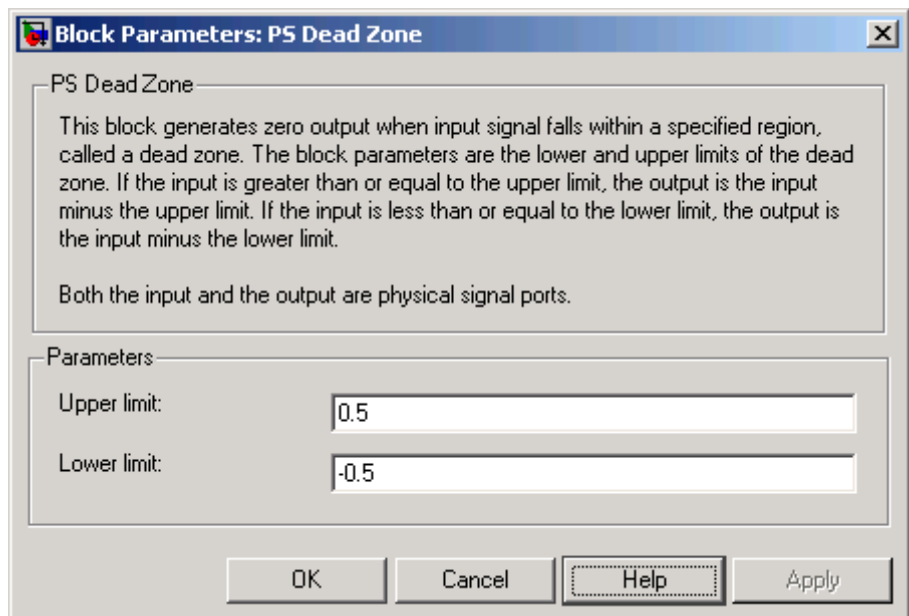 Block Parameters: PS Dead Zone
PS Dead Zone
This block generates zero output when input signal falls within a specified region,
called a dead zone. The block parameters are the lower and upper limits of the dead
zone. If the input is greater than or equal to the upper limit, the output is the input
minus the upper limit. If the input is less than or equal to the lower limit, the output is
the input minus the lower limit.
Both the input and the output are physical signal ports.
Parameters
Upper limit:
0.5
Lower limit:
-0.5
OK
Cancel
Help
Apply